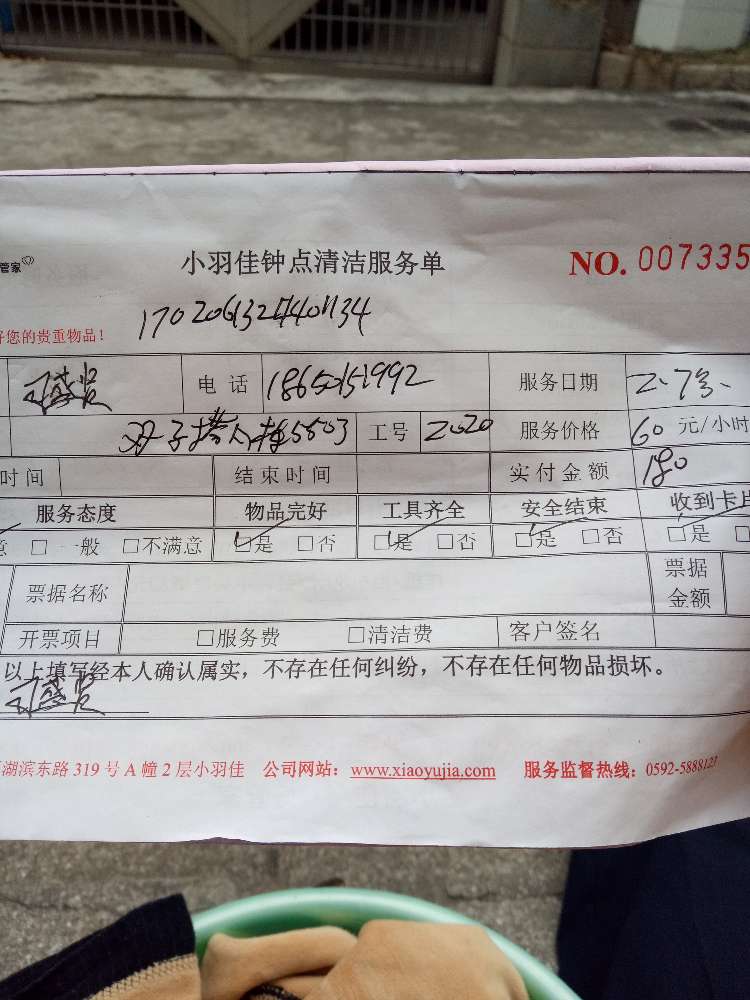 管家 小羽佳钟点清洁服务单 NO. 007335
好您的贵重物品!
电话 服务日期
5503 工号 2020 服务价格 60 元/小时
时间 结束时间 实付金额 180
服务态度 物品完好 工具齐全 安全结束 收到卡片
意 □ 一般 □不满意 □是 □否 □是 □否 □是 □否 □是 □
票据名称 票据金额
开票项目 □服务费 □清洁费 客户签名
以上填写经本人确认属实,不存在任何纠纷,不存在任何物品损坏。
湖滨东路 319 号 A 幢 2 层小羽佳 公司网站:www.xiaoyujia.com 服务监督热线:0592-5888123